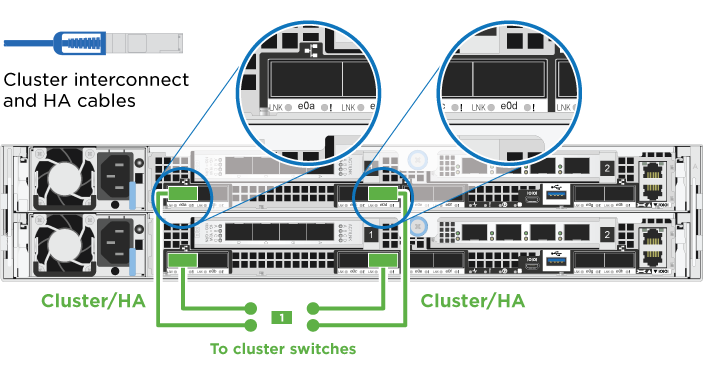 Cluster interconnect
and HA cables
LNK e0a ! LNK e
! LNK e0d ! LNK
2
1
2
Cluster/HA
Cluster/HA
1
To cluster switches